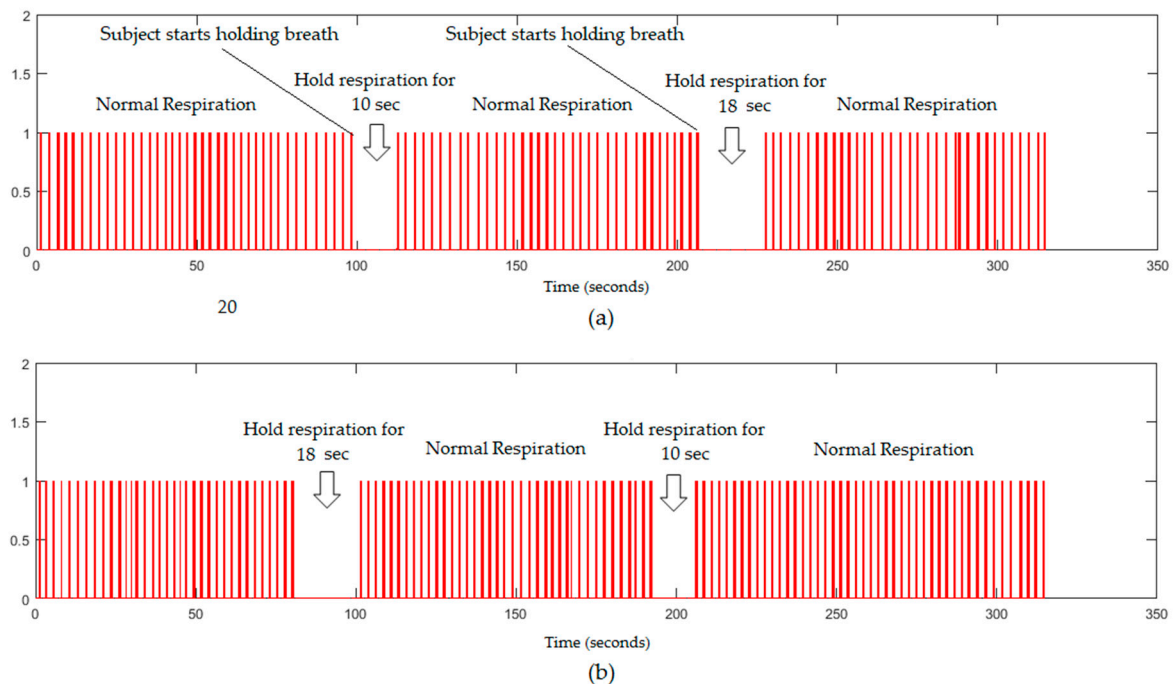 2
Subject starts holding breath
Subject starts holding breath
1.5
Hold respiration for
10 sec
Hold respiration for
18 sec
Normal Respiration
Normal Respiration
Normal Respiration
1
0.5
0
0
50
100
150
200
250
300
350
Time (seconds)
20
(a)
2
1.5
Hold respiration for
18 sec
Normal Respiration
Hold respiration for
10 sec
Normal Respiration
1
0.5
0
0
50
100
150
200
250
300
350
Time (seconds)
(b)